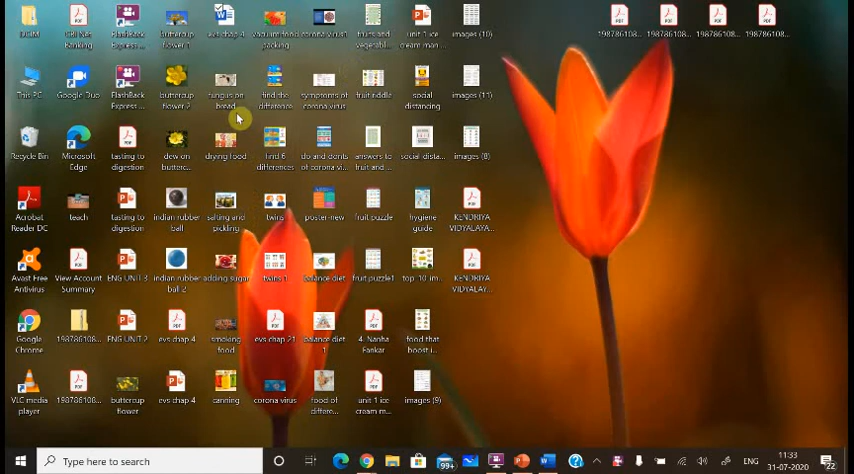 This PC
Recycle Bin
Acrobat
Reader DC
Avast Free
Antivirus
Google
Chrome
VLC media
player
Banking
Google Duo
Microsoft
Edge
teach
View Account
Summary
198786108...
198786108...
FlashBack
Express ...
FlashBack
Express ...
tasting to
digestion
tasting to
digestion
ENG UNIT 3
ENG UNIT 2
buttercup
flower
buttercup
flower 1
buttercup
flower 2
dew on
butterc...
indian rubber
ball
indian rubber
ball 2
evs chap 4
evs chap 4
evs chap 4
fungus on
bread
drying food
salting and
pickling
adding sugar
smoking
food
canning
vacuum food
packing
find the
difference
find 6
differences
twins
twins 1
evs chap 21
corona virus
corona virus1
symptoms of
corona virus
do and donts
of corona vi...
poster-new
balance diet
balance diet
1
food of
differe...
fruits and
vegetabl...
fruit riddle
answers to
fruit and ...
fruit puzzle
fruit puzzle1
4. Nanha
Fankar
unit 1 ice
cream m...
unit 1 ice
cream man ...
social
distancing
social dista...
hygiene
guide
top 10 im...
food that
boost i...
images (9)
images (10)
images (11)
images (8)
KENDRIYA
VIDYALAYA...
KENDRIYA
VIDYALAY...
198786108...
198786108...
198786108...
198786108...
Type here to search
99+
ENG
11:33
31-07-2020
22